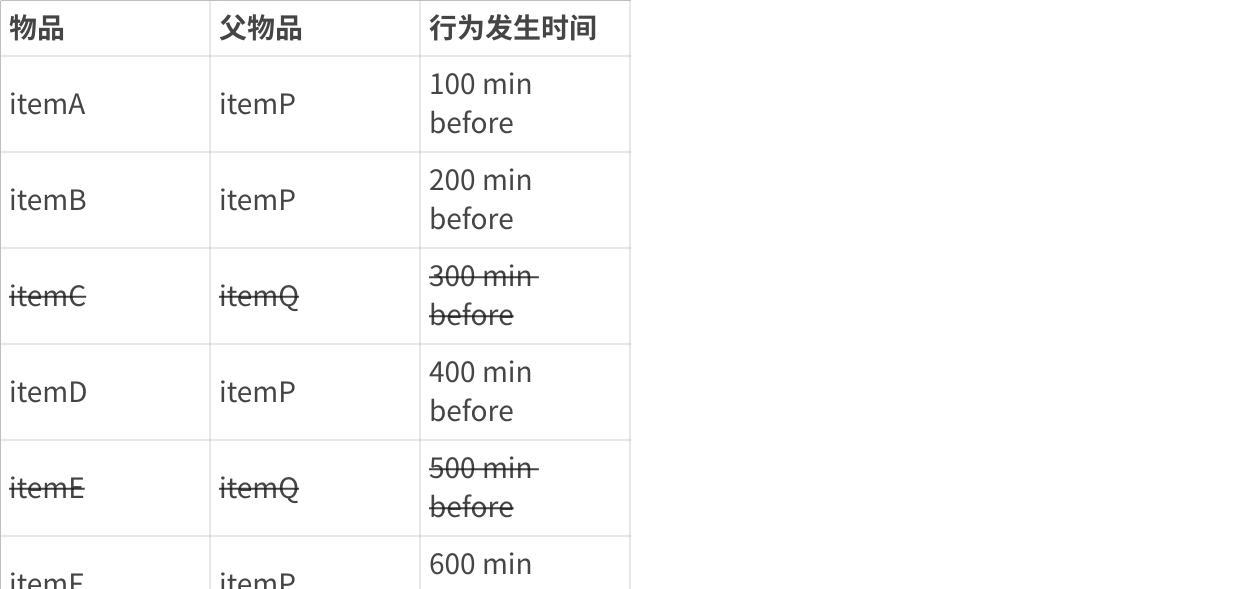 物品 父物品 行为发生时间
itemA itemP 100 min
before
itemB itemP 200 min
before
itemC itemQ 300 min
before
itemD itemP 400 min
before
itemE itemQ 500 min
before
itemP 600 min